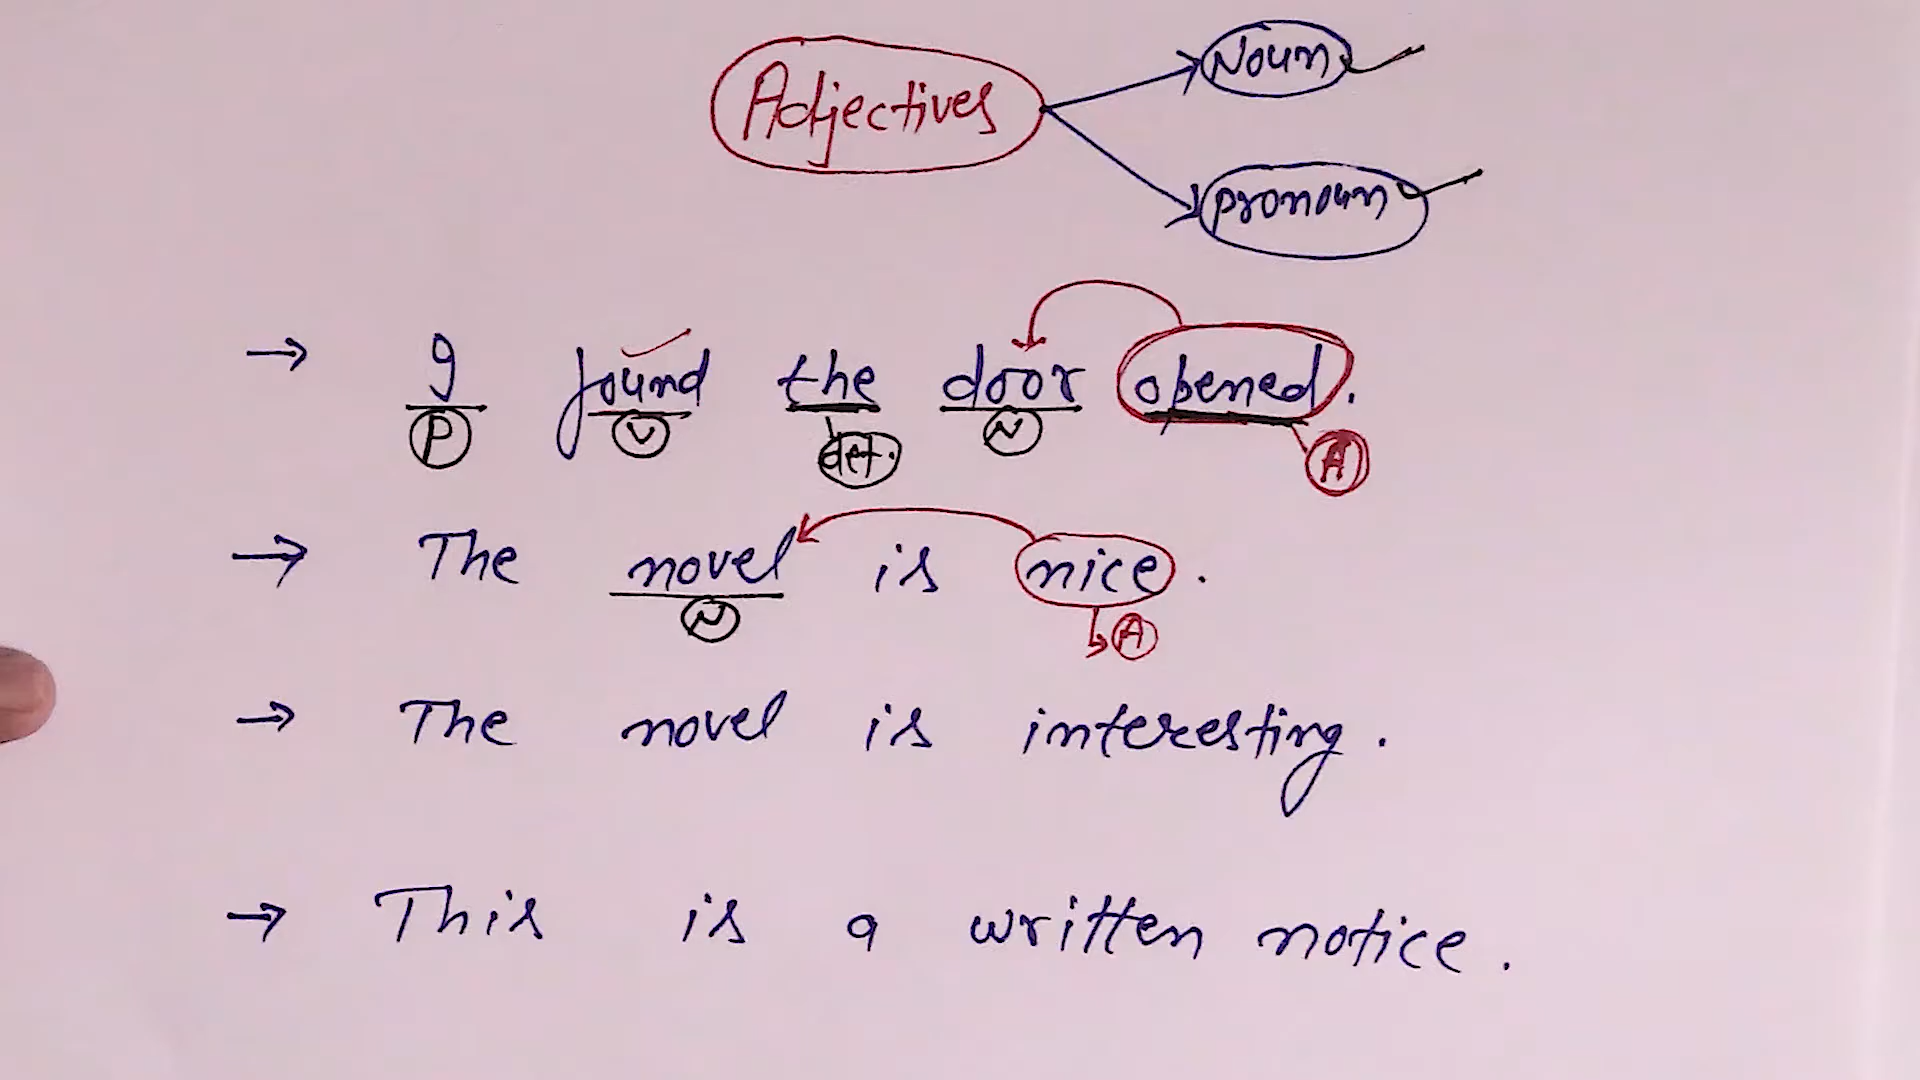 Adjectives
Noun
pronoun
→ I found the door opened.
P V det. N A
→ The novel is nice.
N A
→ The novel is interesting.
→ This is a written notice.